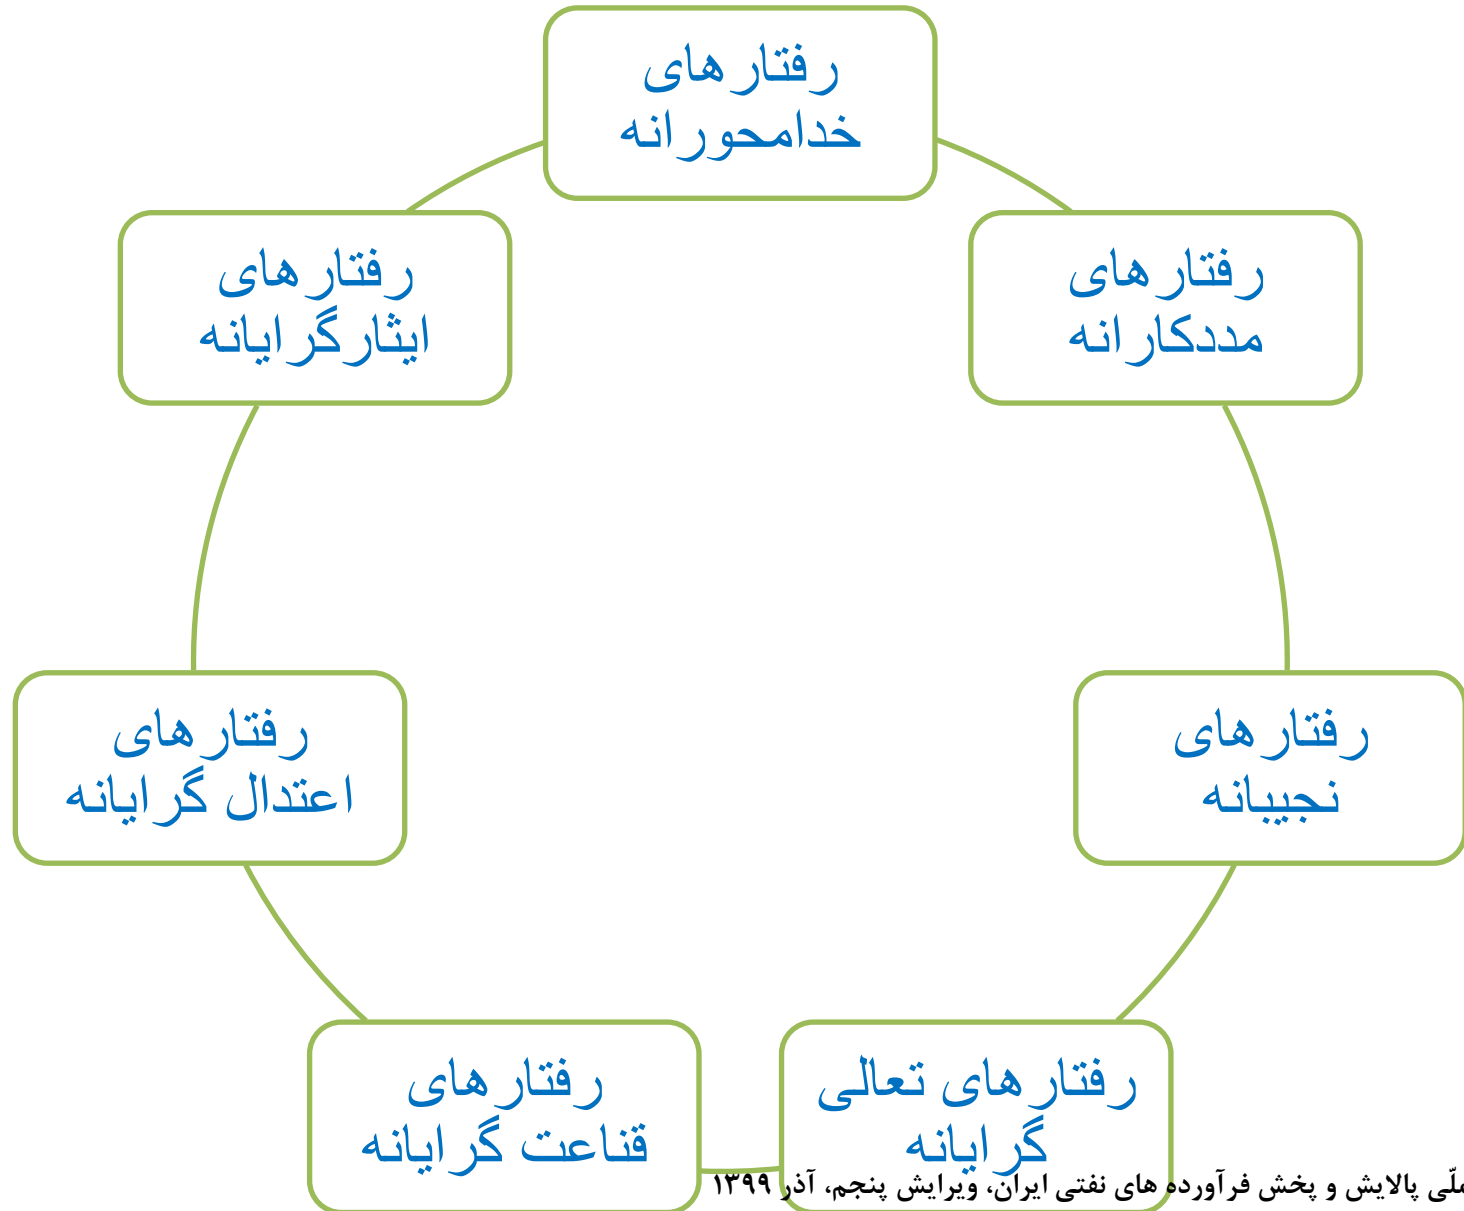 رفتارهای
خدامحورانه
رفتارهای
مددکارانه
رفتارهای
نجیبانه
رفتارهای تعالی
گرایانه
رفتارهای
قناعت گرایانه
رفتارهای
اعتدال گرایانه
رفتارهای
ایثارگرایانه
ملّی پالایش و پخش فرآورده های نفتی ایران، ویرایش پنجم، آذر ۱۳۹۹